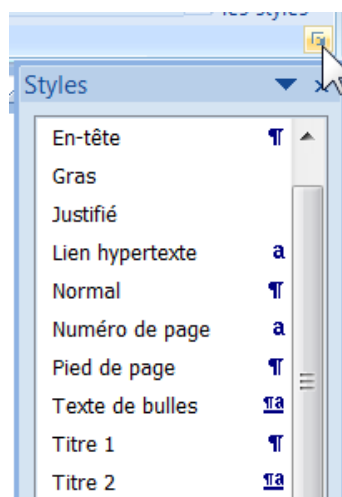 les styles
Styles
En-tête ¶
Gras
Justifié
Lien hypertexte a
Normal ¶
Numéro de page a
Pied de page ¶
Texte de bulles ¶a
Titre 1 ¶
Titre 2 ¶a